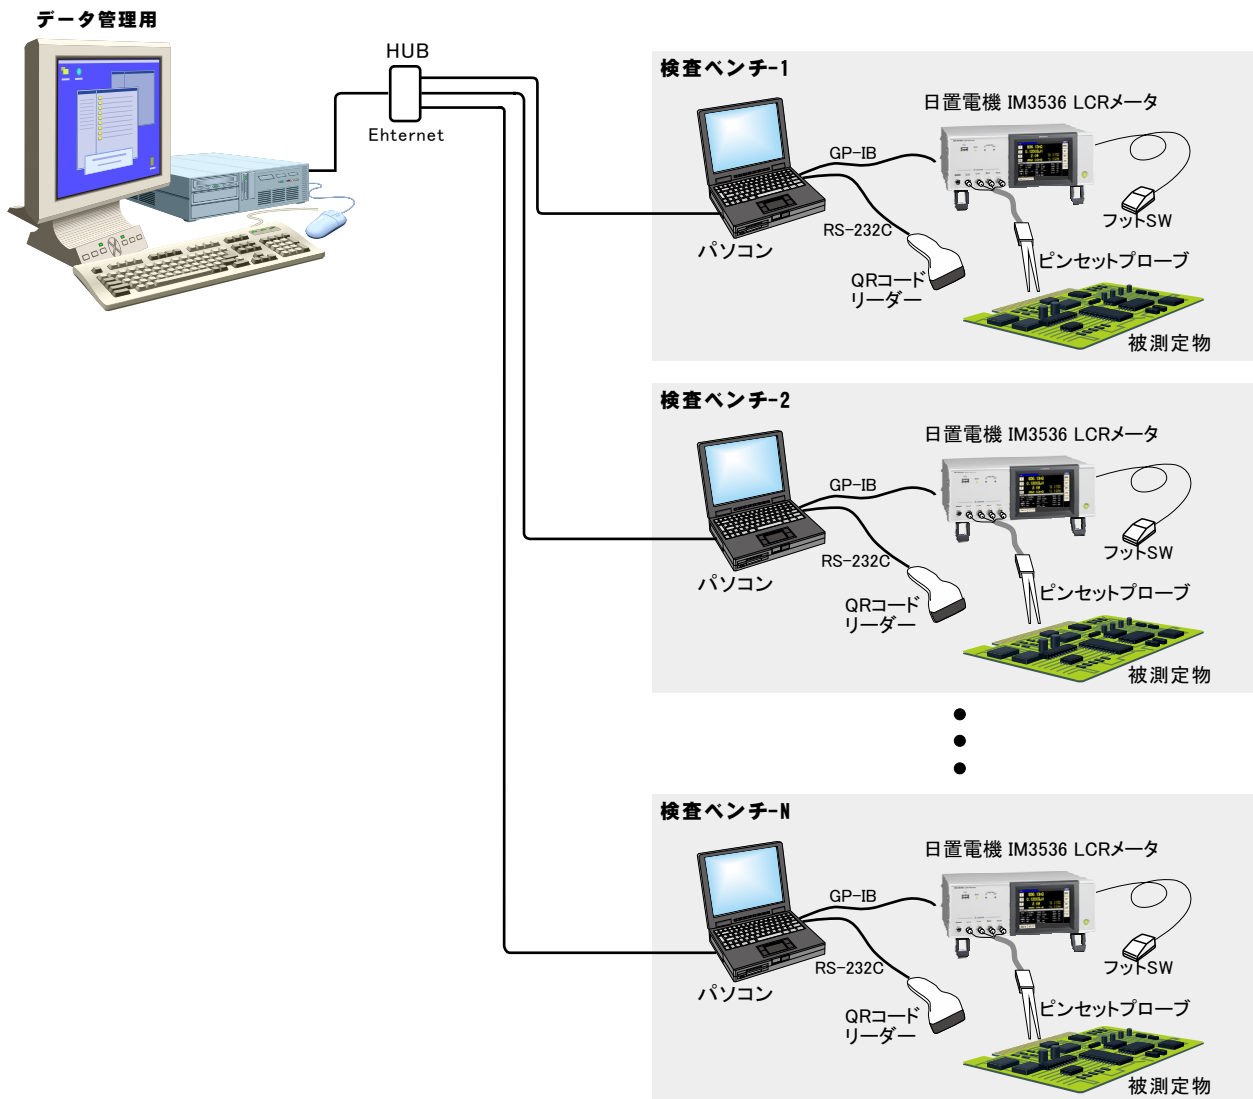 データ管理用
HUB
Ehternet
検査ベンチ-1
日置電機 IM3536 LCRメータ
GP-IB
RS-232C
パソコン
QRコード
リーダー
フットSW
ピンセットプローブ
被測定物
検査ベンチ-2
日置電機 IM3536 LCRメータ
GP-IB
RS-232C
パソコン
QRコード
リーダー
フットSW
ピンセットプローブ
被測定物
検査ベンチ-N
日置電機 IM3536 LCRメータ
GP-IB
RS-232C
パソコン
QRコード
リーダー
フットSW
ピンセットプローブ
被測定物